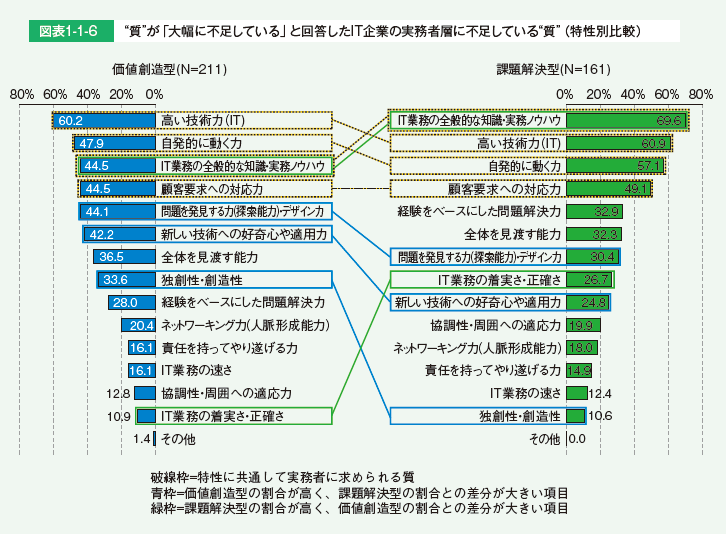 図表1-1-6
“質”が「大幅に不足している」と回答したIT企業の実務者層に不足している“質”（特性別比較）
価値創造型(N=211)
80% 60% 40% 20% 0%
60.2 高い技術力(IT)
47.9 自発的に動く力
44.5 IT業務の全般的な知識・実務ノウハウ
44.5 顧客要求への対応力
44.1 問題を発見する力(探索能力)・デザイン力
42.2 新しい技術への好奇心や適用力
36.5 全体を見渡す能力
33.6 独創性・創造性
28.0 経験をベースにした問題解決力
20.4 ネットワーキング力(人脈形成能力)
16.1 責任を持ってやり遂げる力
16.1 IT業務の速さ
12.8 協調性・周囲への適応力
10.9 IT業務の着実さ・正確さ
1.4 その他
課題解決型(N=161)
0% 20% 40% 60% 80%
IT業務の全般的な知識・実務ノウハウ 69.6
高い技術力(IT) 60.9
自発的に動く力 57.1
顧客要求への対応力 49.1
経験をベースにした問題解決力 32.9
全体を見渡す能力 32.3
問題を発見する力(探索能力)・デザイン力 30.4
IT業務の着実さ・正確さ 26.7
新しい技術への好奇心や適用力 24.8
協調性・周囲への適応力 19.9
ネットワーキング力(人脈形成能力) 18.0
責任を持ってやり遂げる力 14.9
IT業務の速さ 12.4
独創性・創造性 10.6
その他 0.0
破線枠=特性に共通して実務者に求められる質
青枠=価値創造型の割合が高く、課題解決型の割合との差分が大きい項目
緑枠=課題解決型の割合が高く、価値創造型の割合との差分が大きい項目